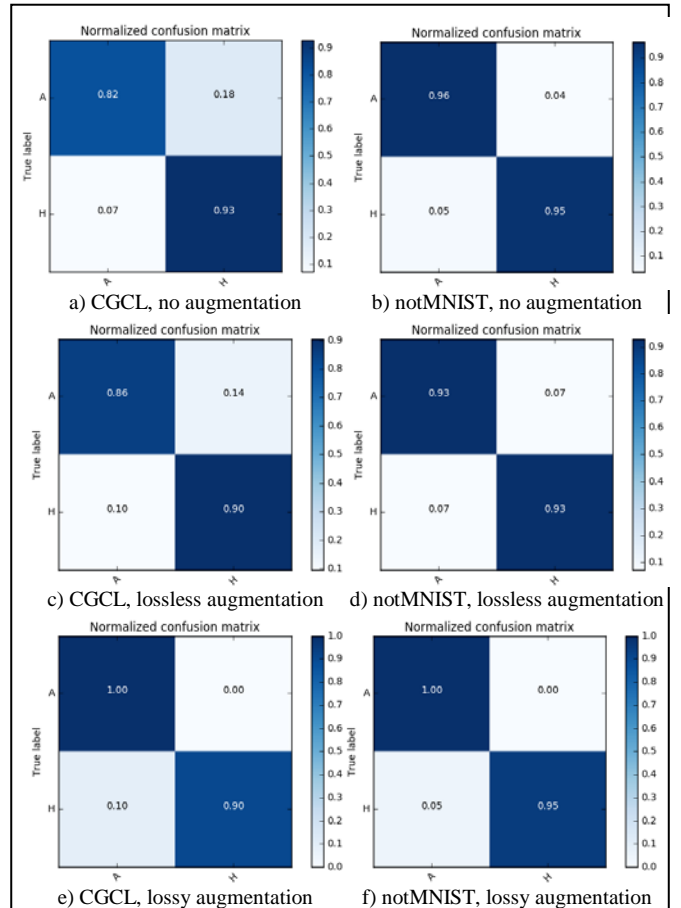 Normalized confusion matrix
A 0.82 0.18
True label
H 0.07 0.93
A H
0.9
0.8
0.7
0.6
0.5
0.4
0.3
0.2
0.1
a) CGCL, no augmentation
Normalized confusion matrix
A 0.96 0.04
True label
H 0.05 0.95
A H
0.9
0.8
0.7
0.6
0.5
0.4
0.3
0.2
0.1
b) notMNIST, no augmentation
Normalized confusion matrix
A 0.86 0.14
True label
H 0.10 0.90
A H
0.9
0.8
0.7
0.6
0.5
0.4
0.3
0.2
0.1
c) CGCL, lossless augmentation
Normalized confusion matrix
A 0.93 0.07
True label
H 0.07 0.93
A H
0.9
0.8
0.7
0.6
0.5
0.4
0.3
0.2
0.1
d) notMNIST, lossless augmentation
Normalized confusion matrix
A 1.00 0.00
True label
H 0.10 0.90
A H
1.0
0.9
0.8
0.7
0.6
0.5
0.4
0.3
0.2
0.1
0.0
e) CGCL, lossy augmentation
Normalized confusion matrix
A 1.00 0.00
True label
H 0.05 0.95
A H
1.0
0.9
0.8
0.7
0.6
0.5
0.4
0.3
0.2
0.1
0.0
f) notMNIST, lossy augmentation